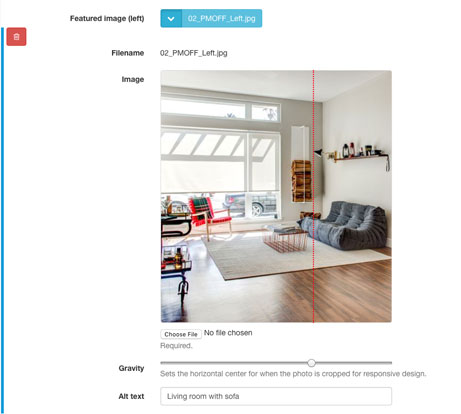 Featured image (left) 02_PMOFF_Left.jpg
Filename 02_PMOFF_Left.jpg
Image
Choose File No file chosen
Required.
Gravity
Sets the horizontal center for when the photo is cropped for responsive design.
Alt text Living room with sofa